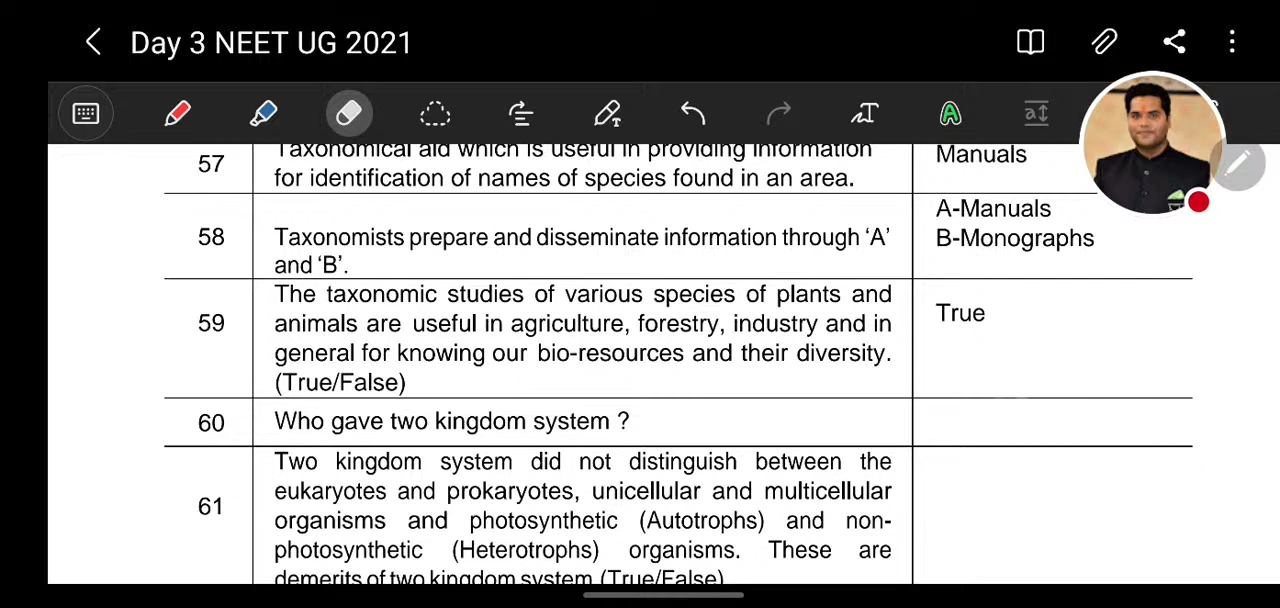 Day 3 NEET UG 2021
57
Taxonomical aid which is useful in providing information
for identification of names of species found in an area.
Manuals
58
Taxonomists prepare and disseminate information through ‘A’
and ‘B’.
A-Manuals
B-Monographs
59
The taxonomic studies of various species of plants and
animals are useful in agriculture, forestry, industry and in
general for knowing our bio-resources and their diversity.
(True/False)
True
60
Who gave two kingdom system ?
61
Two kingdom system did not distinguish between the
eukaryotes and prokaryotes, unicellular and multicellular
organisms and photosynthetic (Autotrophs) and non-
photosynthetic (Heterotrophs) organisms. These are
demerits of two kingdom system (True/False)